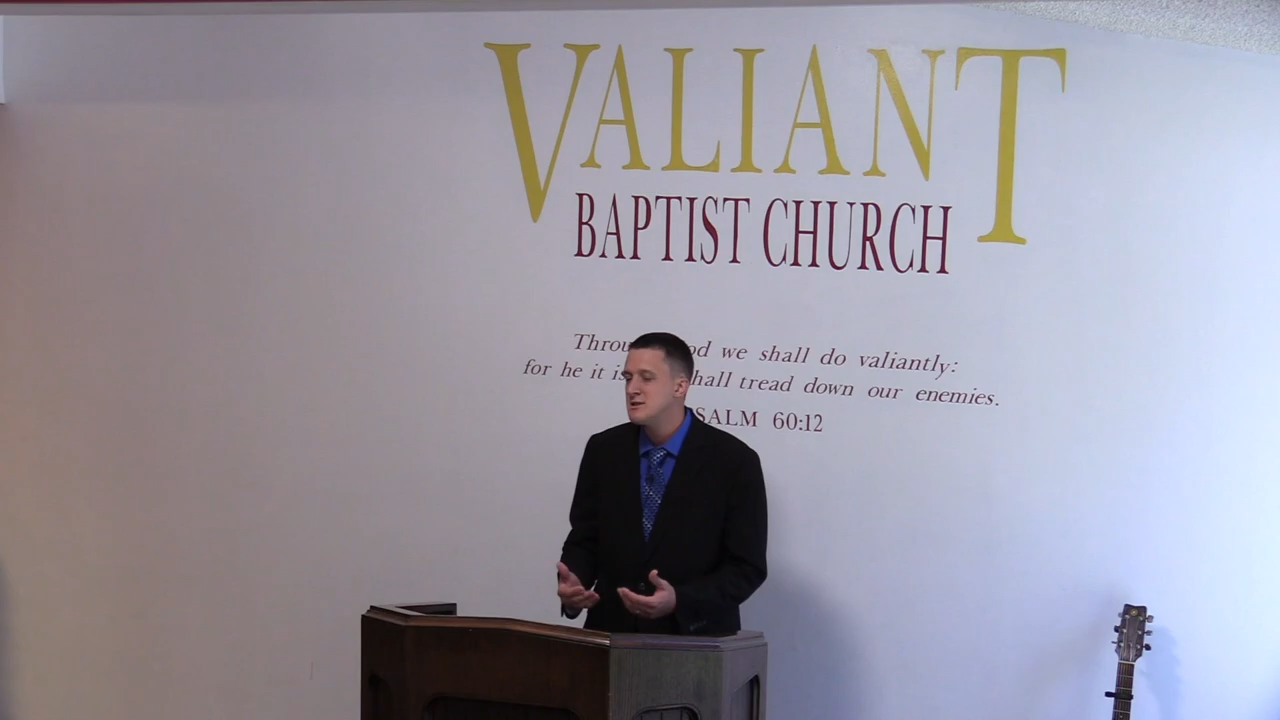 VALIANT
BAPTIST CHURCH
we shall do valiantly:
for he it tread down our enemies.
60:12